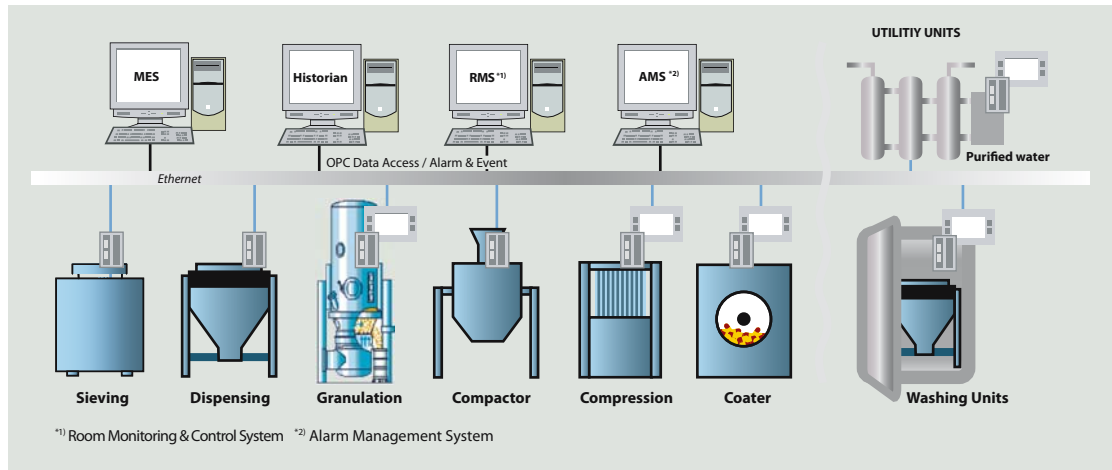 UTILITIY UNITS
MES
Historian
RMS *1)
AMS *2)
Purified water
OPC Data Access / Alarm & Event
Ethernet
Sieving
Dispensing
Granulation
Compactor
Compression
Coater
Washing Units
*1) Room Monitoring & Control System *2) Alarm Management System